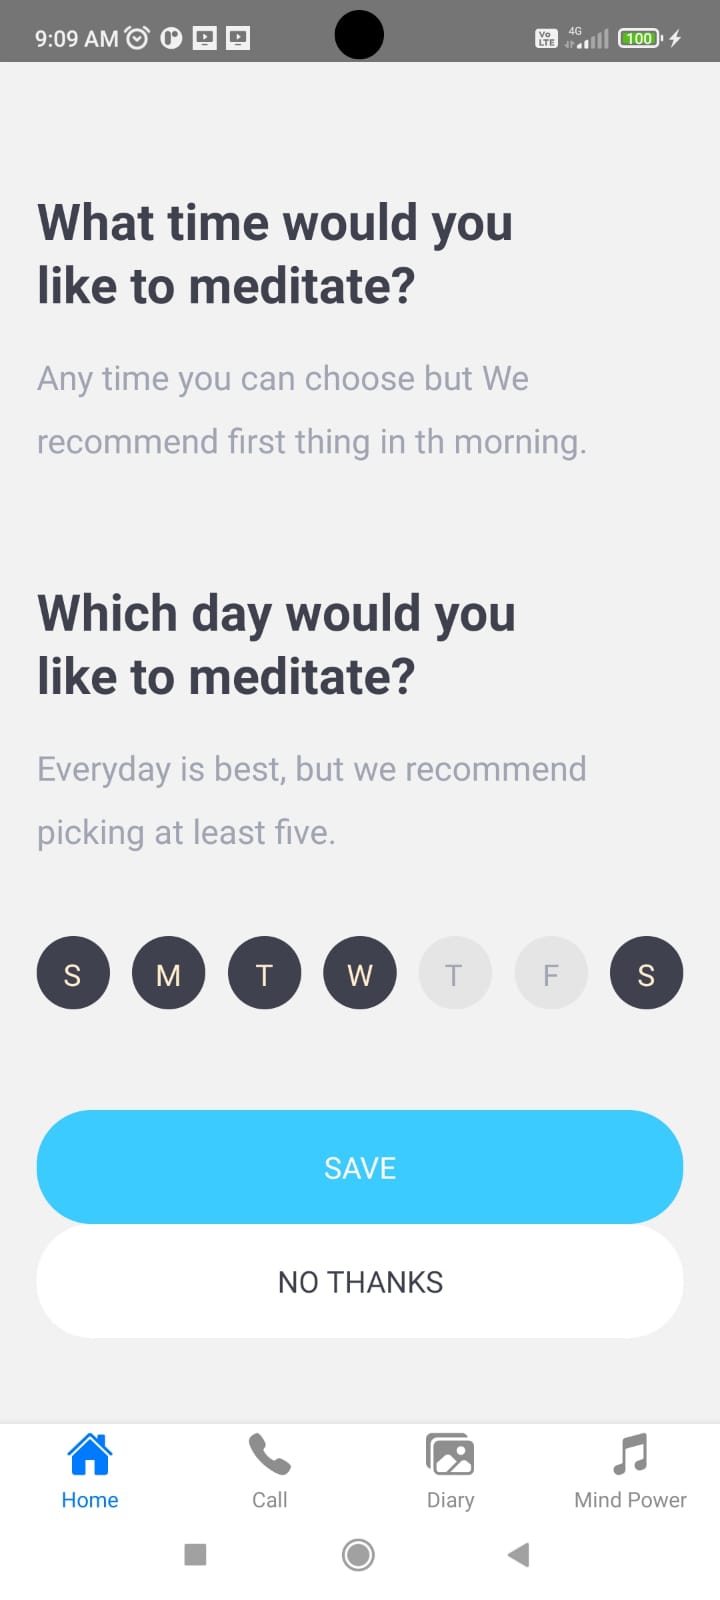 9:09 AM
Vo LTE 4G 100
What time would you
like to meditate?
Any time you can choose but We
recommend first thing in th morning.
Which day would you
like to meditate?
Everyday is best, but we recommend
picking at least five.
S M T W T F S
SAVE
NO THANKS
Home Call Diary Mind Power